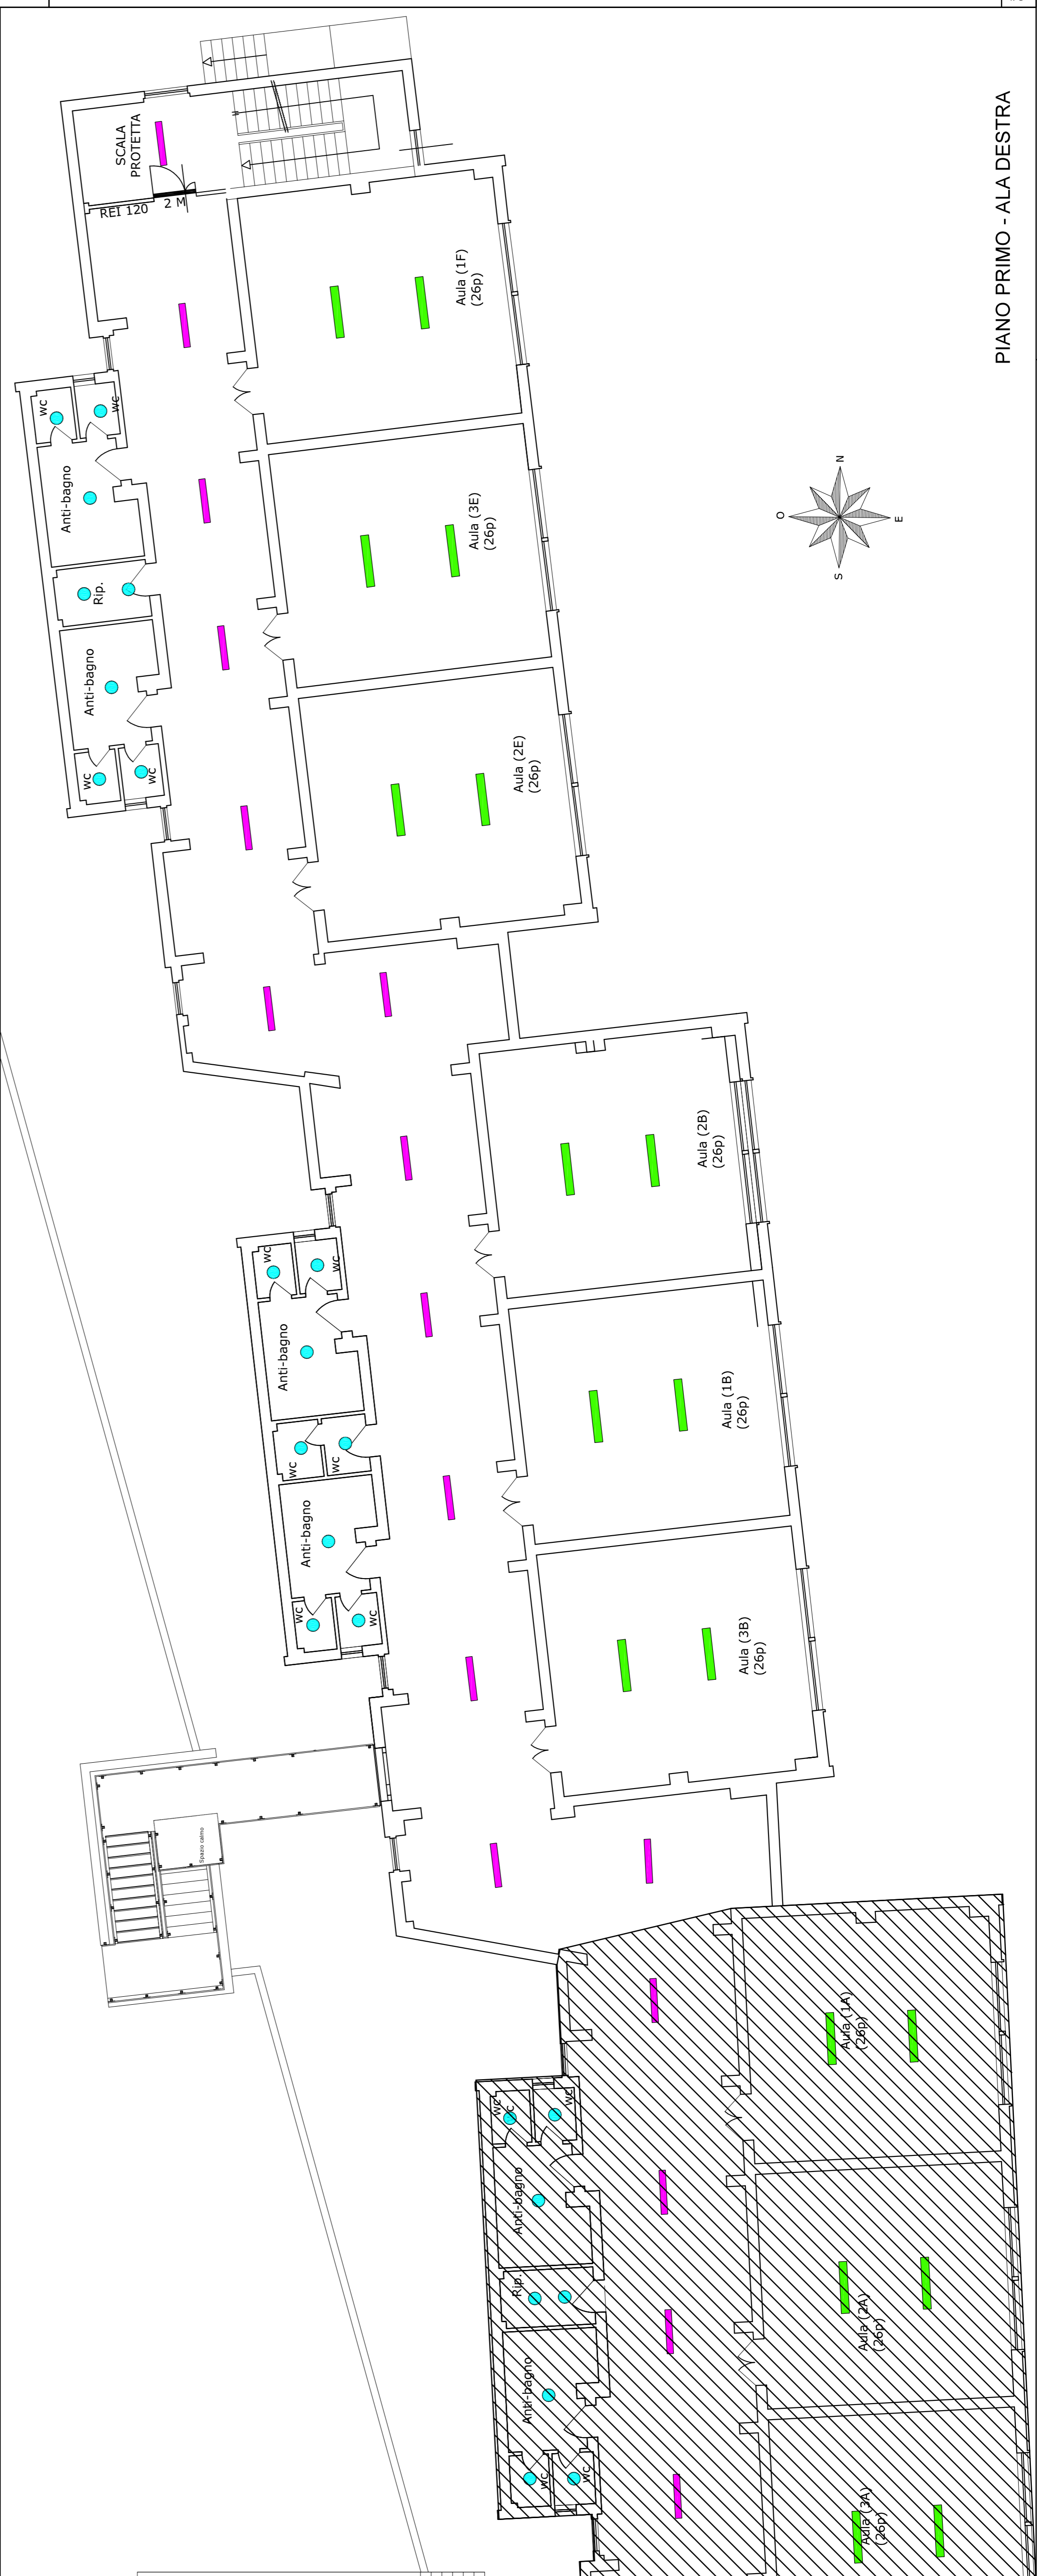 PIANO PRIMO - ALA DESTRA
SCALA
PROTETTA
REI 120
2 M
Aula (1F)
(26p)
wc
wc
Anti-bagno
Rip.
Aula (3E)
(26p)
Anti-bagno
wc
wc
Aula (2E)
(26p)
N
O
E
S
Aula (2B)
(26p)
wc
wc
Anti-bagno
wc
wc
Aula (1B)
(26p)
Anti-bagno
wc
wc
Aula (3B)
(26p)
Spazio calmo
Aula (1A)
(26p)
wc
wc
Anti-bagno
Rip.
Aula (2A)
(26p)
Anti-bagno
wc
wc
Aula (3A)
(26p)